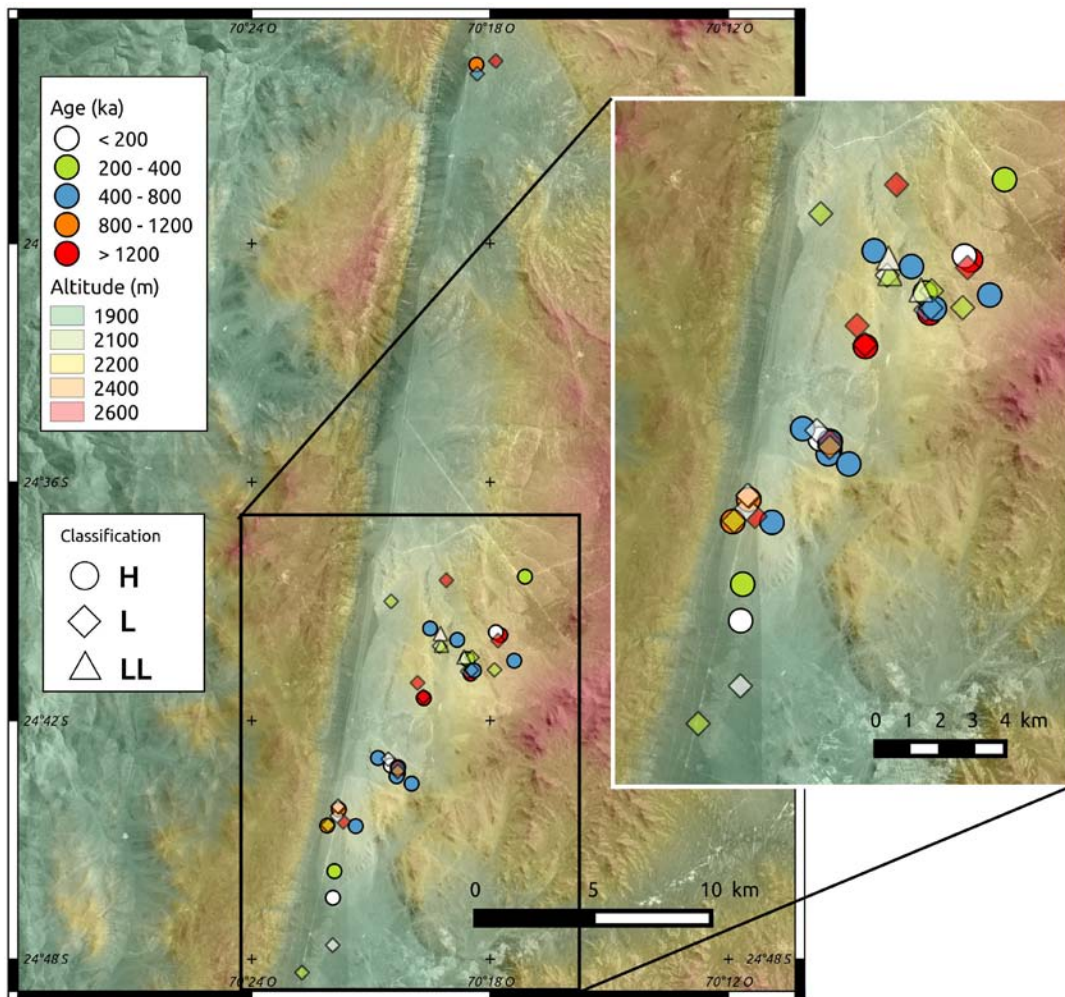 70°24 O
70°18 O
70°12 O
Age (ka)
< 200
200 - 400
400 - 800
800 - 1200
> 1200
Altitude (m)
1900
2100
2200
2400
2600
24°
24°36 S
Classification
H
L
LL
24°42 S
0 1 2 3 4 km
0 5 10 km
24°48 S
24°48 S
70°24 O
70°18 O
70°12 O